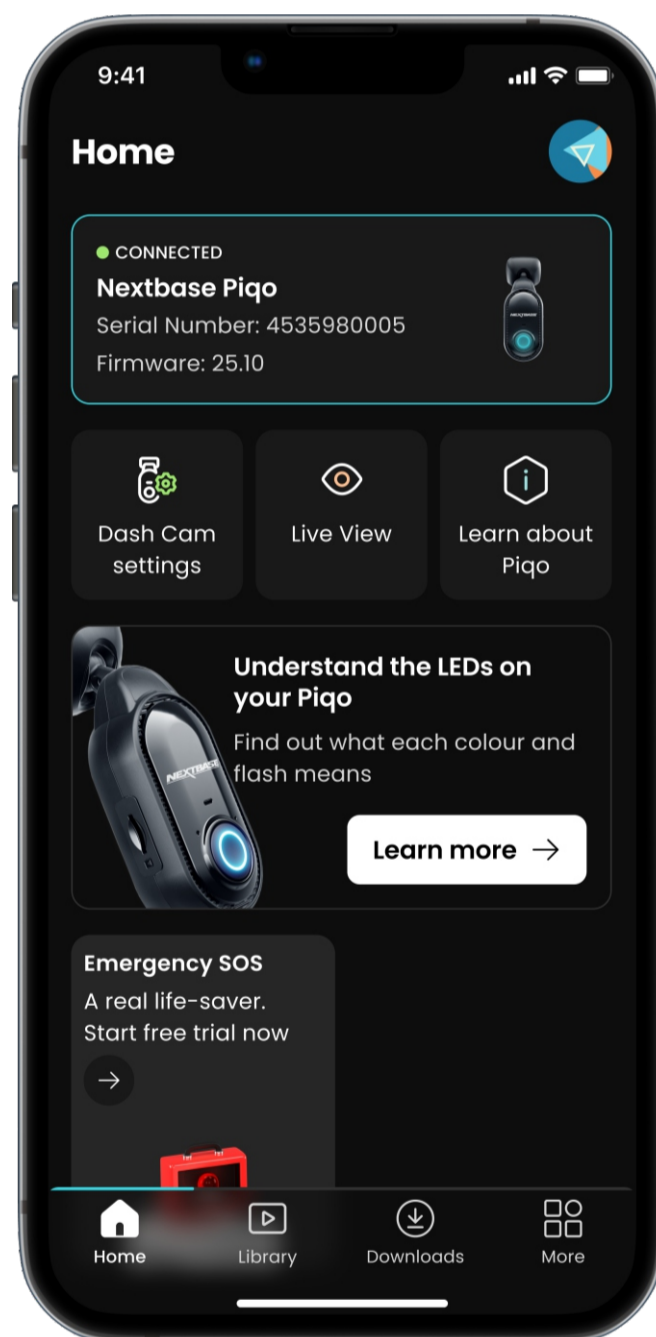 9:41
Home
CONNECTED
Nextbase Piqo
Serial Number: 4535980005
Firmware: 25.10
Dash Cam
settings
Live View
Learn about
Piqo
Understand the LEDs on
your Piqo
Find out what each colour and
flash means
NEXTBASE
Learn more
Emergency SOS
A real life-saver.
Start free trial now
Home
Library
Downloads
More